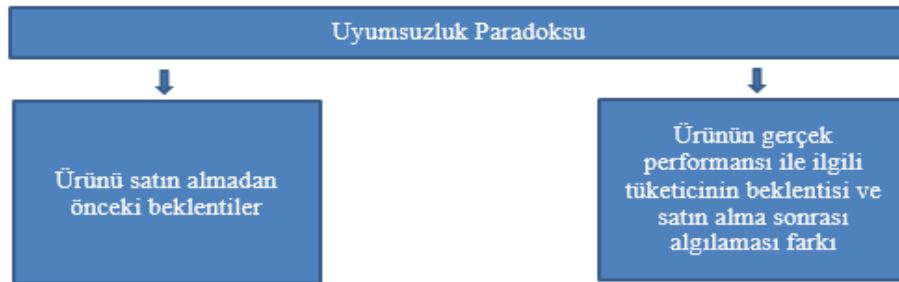 Uyumsuzluk Paradoksu
Ürünü satın almadan
önceki beklentiler
Ürünün gerçek
performansı ile ilgili
tüketicinin beklentisi ve
satın alma sonrası
algılaması farkı